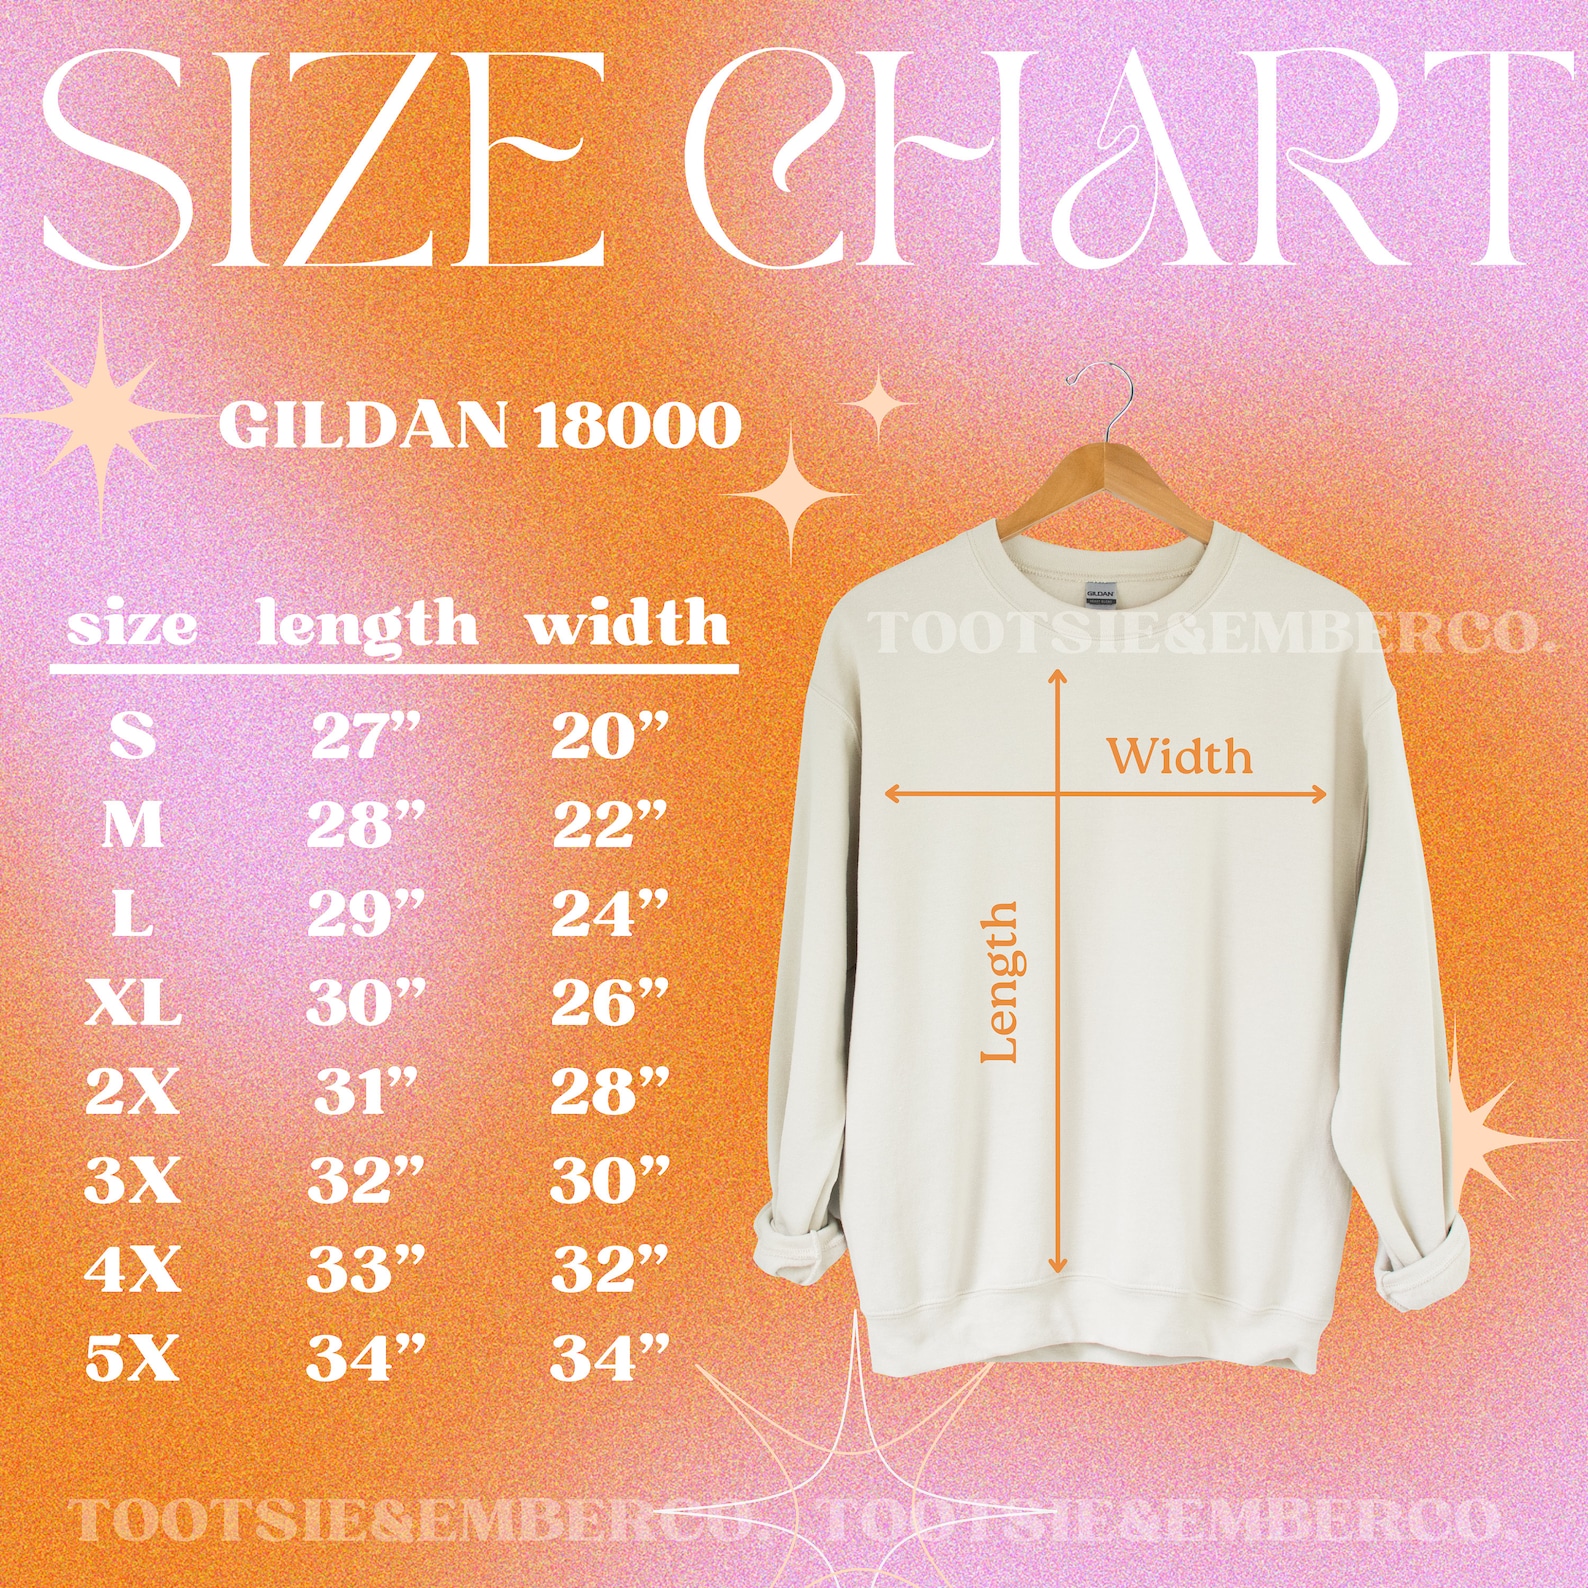 SIZE CHART
GILDAN 18000
size length width
S 27” 20”
M 28” 22”
L 29” 24”
XL 30” 26”
2X 31” 28”
3X 32” 30”
4X 33” 32”
5X 34” 34”
GILDAN
TOOTSIE&EMBERCO.
Width
Length
TOOTSIE&EMBERCO. TOOTSIE&EMBERCO.